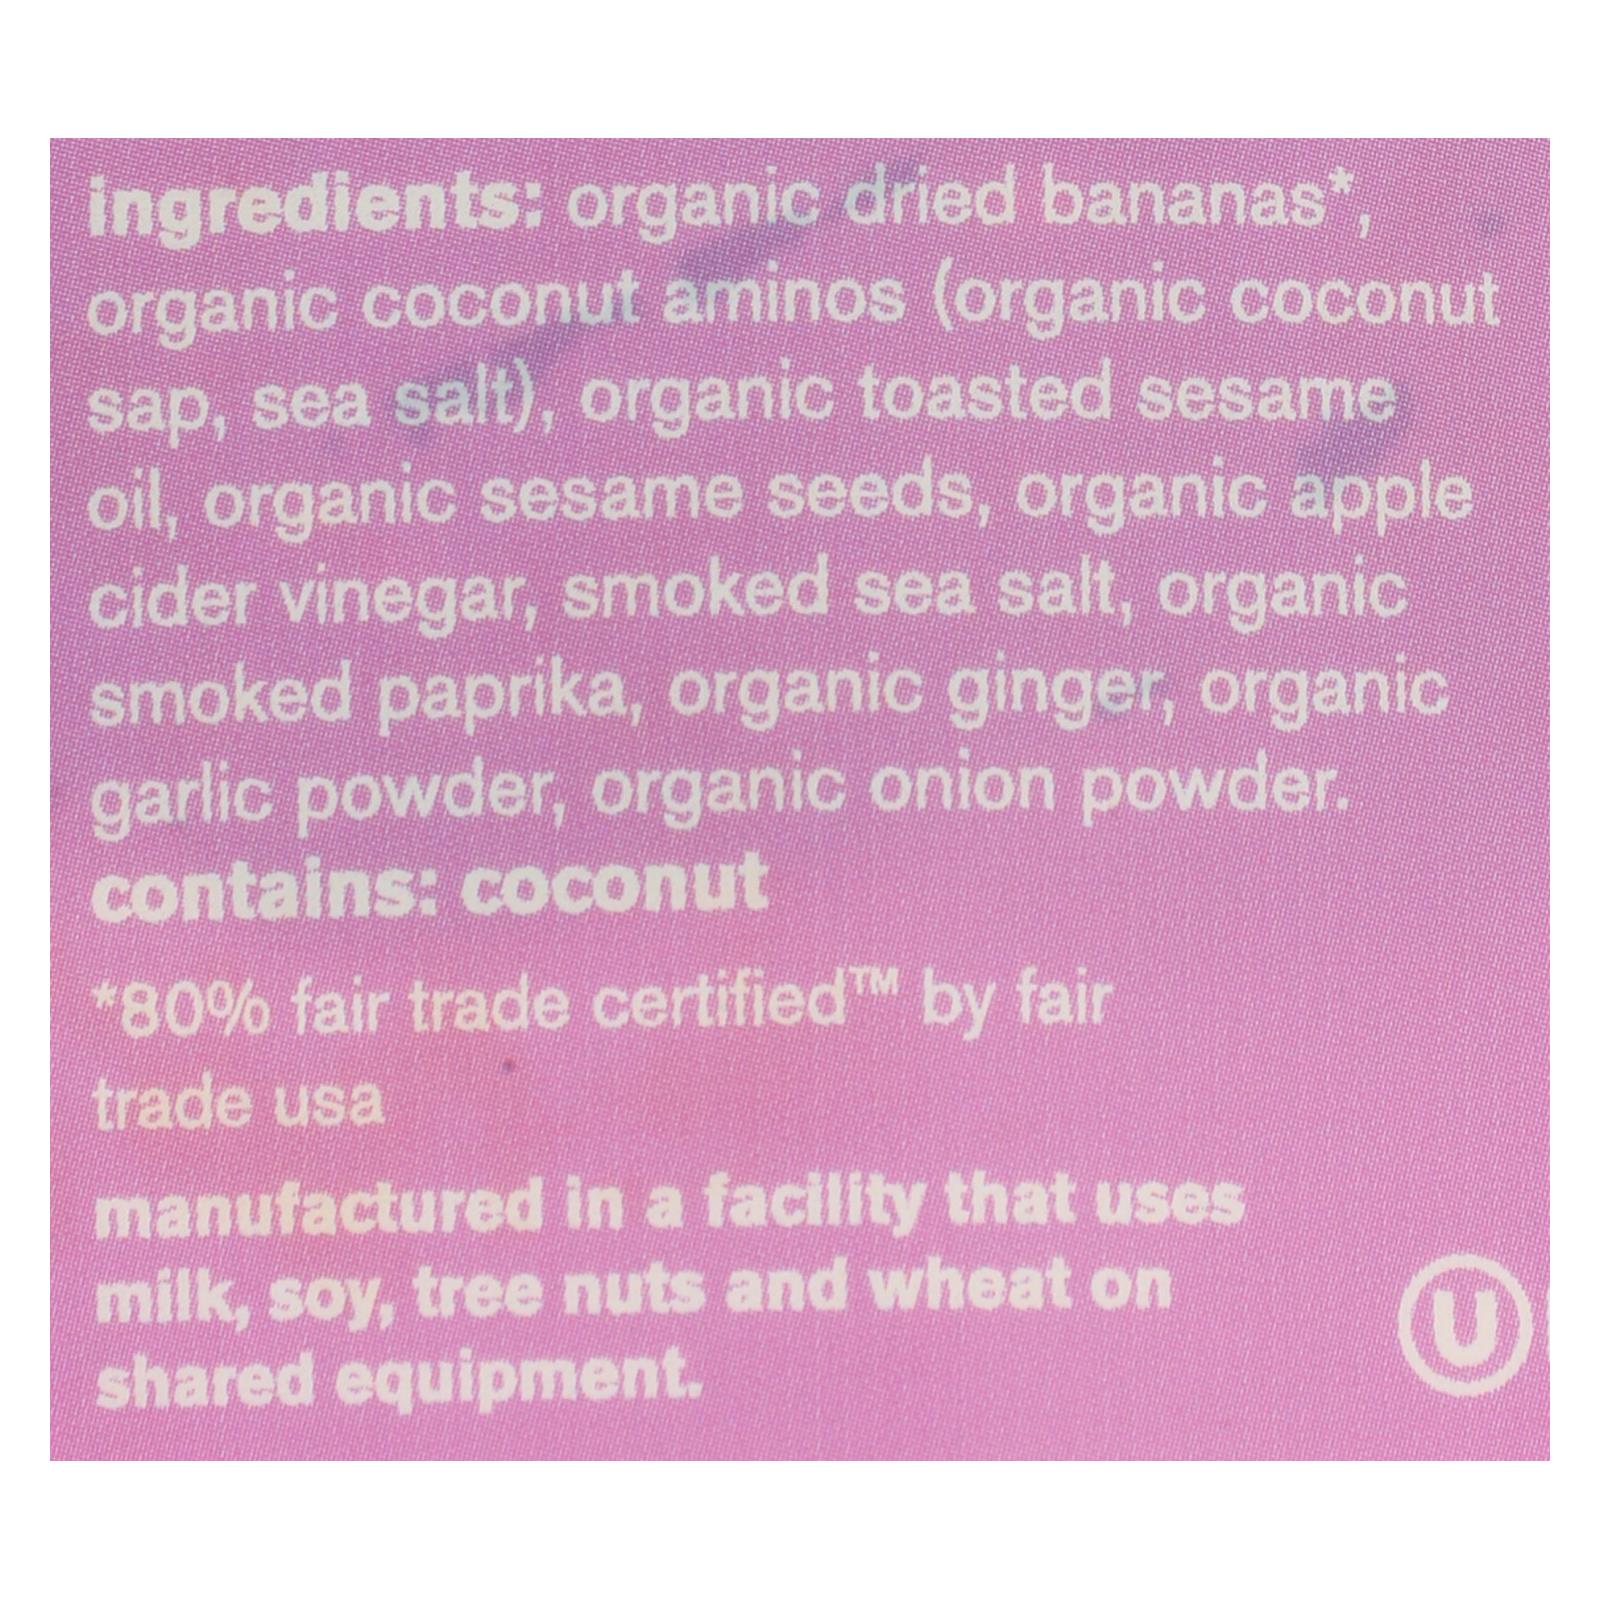 ingredients: organic dried bananas*,
organic coconut aminos (organic coconut
sap, sea salt), organic toasted sesame
oil, organic sesame seeds, organic apple
cider vinegar, smoked sea salt, organic
smoked paprika, organic ginger, organic
garlic powder, organic onion powder.
contains: coconut
*80% fair trade certified™ by fair
trade usa
manufactured in a facility that uses
milk, soy, tree nuts and wheat on
shared equipment.
U